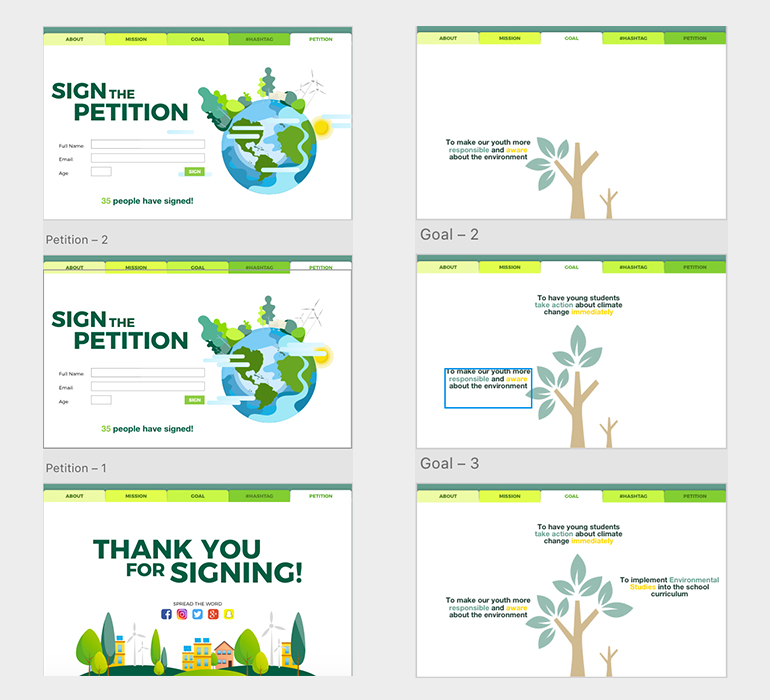 ABOUT MISSION GOAL #HASHTAG PETITION
SIGN THE
PETITION
Full Name
Email
Age
SIGN
35 people have signed!
Petition – 2
ABOUT MISSION GOAL #HASHTAG PETITION
SIGN THE
PETITION
Full Name
Email
Age
SIGN
35 people have signed!
Petition – 1
ABOUT MISSION GOAL #HASHTAG PETITION
THANK YOU
FOR SIGNING!
SPREAD THE WORD
ABOUT MISSION GOAL #HASHTAG PETITION
To make our youth more
responsible and aware
about the environment
Goal – 2
ABOUT MISSION GOAL #HASHTAG PETITION
To have young students
take action about climate
change immediately
To make our youth more
responsible and aware
about the environment
Goal – 3
ABOUT MISSION GOAL #HASHTAG PETITION
To have young students
take action about climate
change immediately
To implement Environmental
Studies into the school
curriculum
To make our youth more
responsible and aware
about the environment